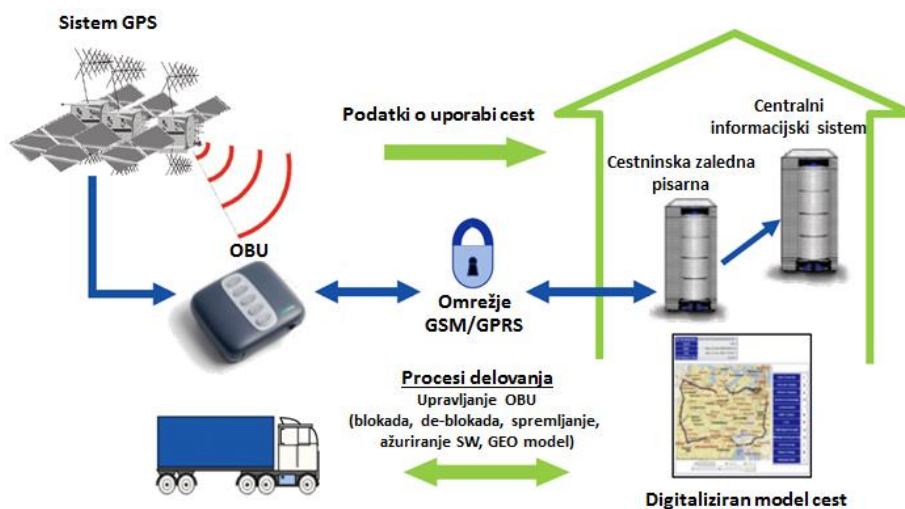 Sistem GPS
Podatki o uporabi cest
Centralni
informacijski sistem
Cestninska zaledna
pisarna
OBU
Omrežje
GSM/GPRS
Procesi delovanja
Upravljanje OBU
(blokada, de-blokada, spremljanje,
ažuriranje SW, GEO model)
Digitaliziran model cest